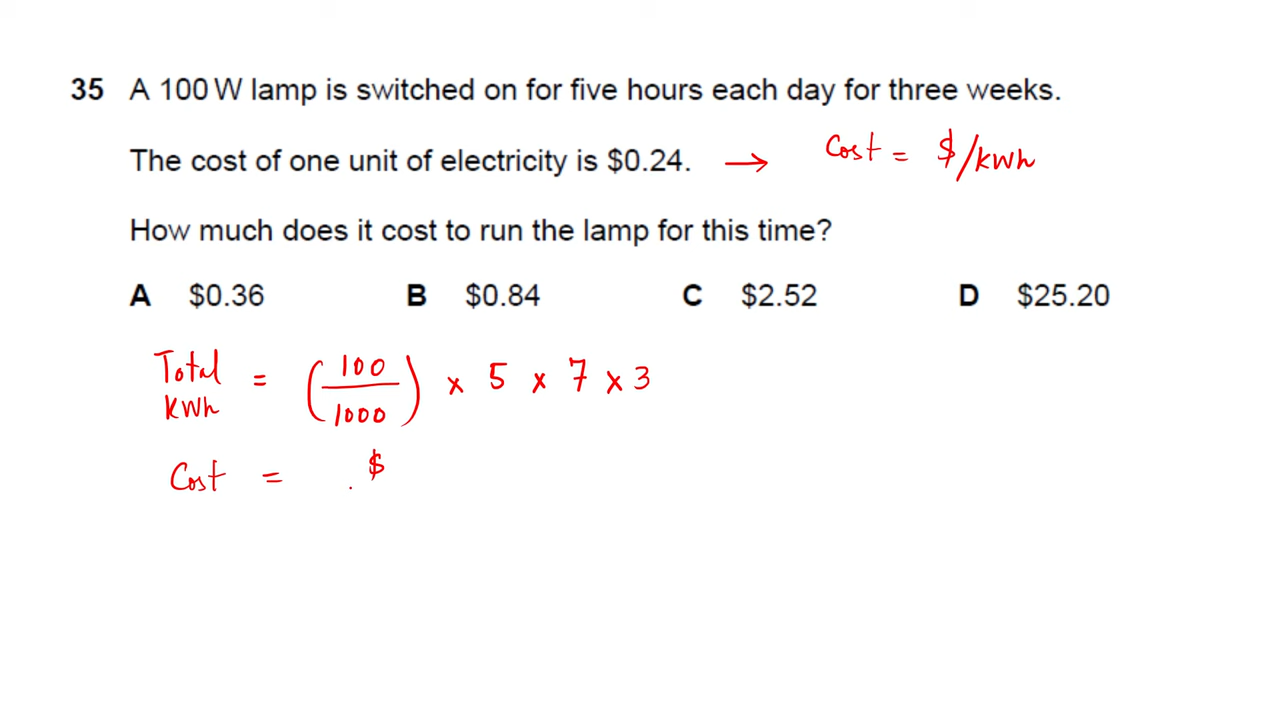 35 A 100 W lamp is switched on for five hours each day for three weeks.
The cost of one unit of electricity is $0.24. → Cost = $/kWh
How much does it cost to run the lamp for this time?
A $0.36 B $0.84 C $2.52 D $25.20
Total kWh = (100/1000) × 5 × 7 × 3
Cost = $